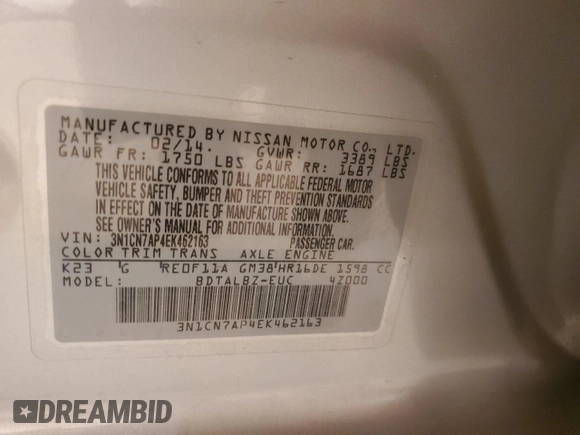 MANUFACTURED BY NISSAN MOTOR CO., LTD.
DATE: 02/14. GVWR: 3389 LBS
GAWR FR: 1750 LBS GAWR RR: 1687 LBS
THIS VEHICLE CONFORMS TO ALL APPLICABLE FEDERAL MOTOR
VEHICLE SAFETY, BUMPER AND THEFT PREVENTION STANDARDS
IN EFFECT ON THE DATE OF MANUFACTURE SHOWN ABOVE.
SEE OWNER'S MANUAL FOR ADDITIONAL INFORMATION.
VIN: 3N1CN7AP4EK462163 PASSENGER CAR.
COLOR TRIM TRANS AXLE ENGINE
K23 G RE0F11A GM38 HR16DE 1598 CC
MODEL: BDTALBZ-EUC 4Z000
3N1CN7AP4EK462163
DREAMBID